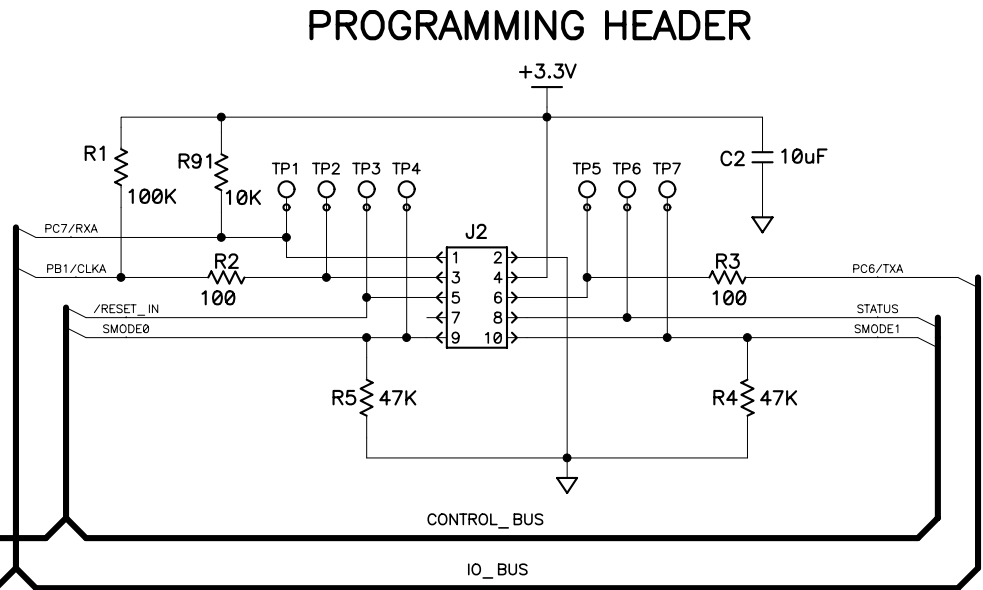 PROGRAMMING HEADER
+3.3V
R1
100K
R91
10K
TP1
TP2
TP3
TP4
TP5
TP6
TP7
C2
10uF
PC7/RXA
J2
PB1/CLKA
R2
100
R3
100
PC6/TXA
/RESET_IN
SMODE0
1
2
3
4
5
6
7
8
9
10
STATUS
SMODE1
R5
47K
R4
47K
CONTROL_BUS
IO_BUS